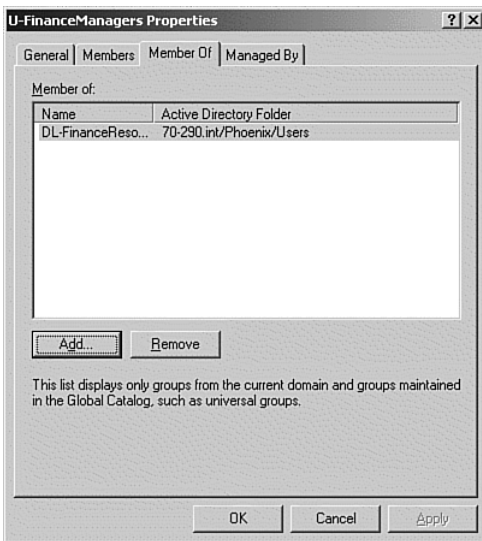 U-FinanceManagers Properties
General Members Member Of Managed By
Member of:
Name Active Directory Folder
DL-FinanceReso... 70-290.int/Phoenix/Users
Add... Remove
This list displays only groups from the current domain and groups maintained
in the Global Catalog, such as universal groups.
OK Cancel Apply